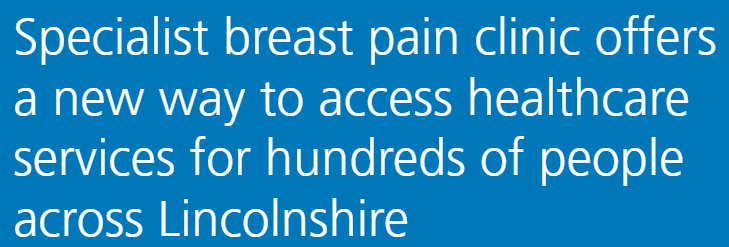 Specialist breast pain clinic offers
a new way to access healthcare
services for hundreds of people
across Lincolnshire